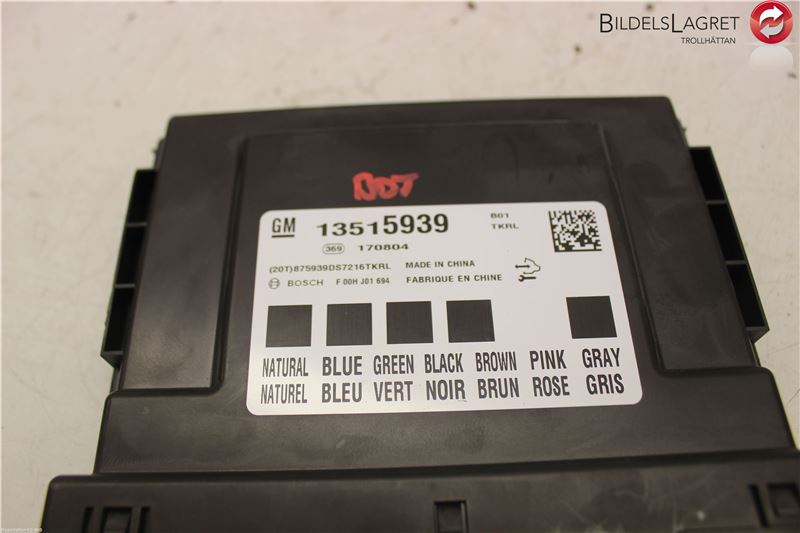 BILDELSLAGRET
TROLLHÄTTAN
GM 13515939 B01
TKRL
369 170804
(20T)875939DS7216TKRL MADE IN CHINA
BOSCH F 00H J01 694 FABRIQUE EN CHINE
NATURAL BLUE GREEN BLACK BROWN PINK GRAY
NATUREL BLEU VERT NOIR BRUN ROSE GRIS